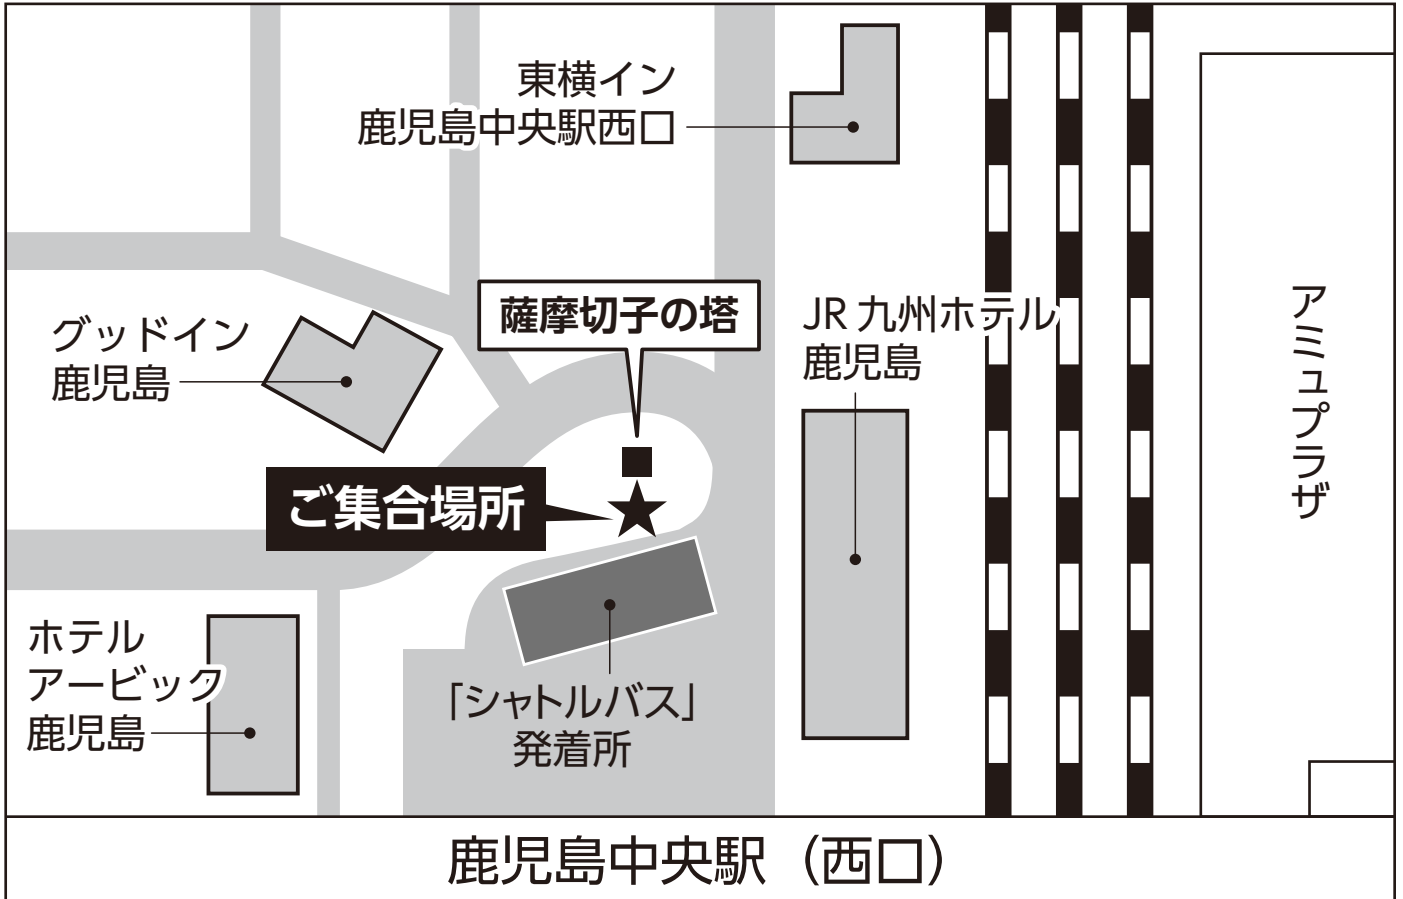 東横イン
鹿児島中央駅西口
薩摩切子の塔
JR 九州ホテル
鹿児島
アミュプラザ
グッドイン
鹿児島
ご集合場所
ホテル
アービック
鹿児島
「シャトルバス」
発着所
鹿児島中央駅（西口）